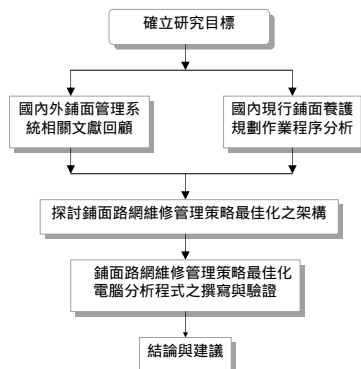 確立研究目標
國內外鋪面管理系
統相關文獻回顧
國內現行鋪面養護
規劃作業程序分析
探討鋪面路網維修管理策略最佳化之架構
鋪面路網維修管理策略最佳化
電腦分析程式之撰寫與驗證
結論與建議